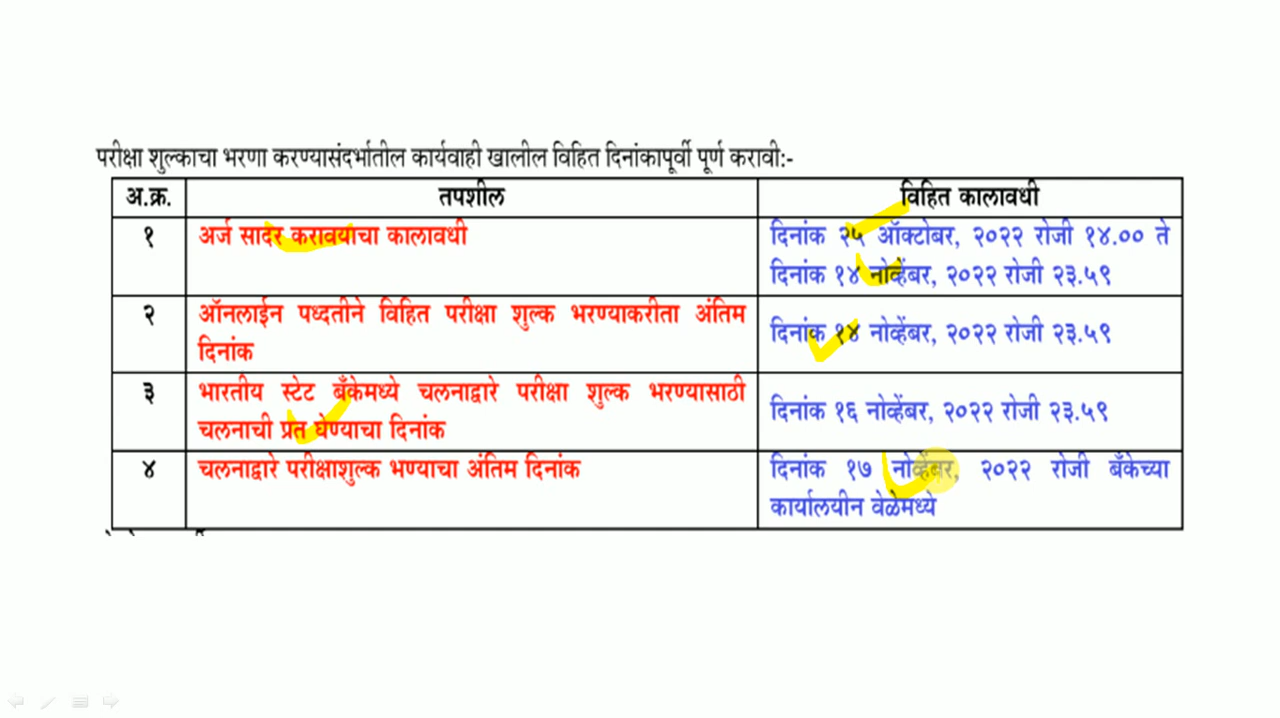 परीक्षा शुल्काचा भरणा करण्यासंदर्भातील कार्यवाही खालील विहित दिनांकापूर्वी पूर्ण करावी:-
अ.क्र. तपशील विहित कालावधी
१ अर्ज सादर करावयाचा कालावधी दिनांक २५ ऑक्टोबर, २०२२ रोजी १४.०० ते
दिनांक १४ नोव्हेंबर, २०२२ रोजी २३.५९
२ ऑनलाईन पध्दतीने विहित परीक्षा शुल्क भरण्याकरीता अंतिम
दिनांक
दिनांक १४ नोव्हेंबर, २०२२ रोजी २३.५९
३ भारतीय स्टेट बँकेमध्ये चलनाद्वारे परीक्षा शुल्क भरण्यासाठी
चलनाची प्रत घेण्याचा दिनांक
दिनांक १६ नोव्हेंबर, २०२२ रोजी २३.५९
४ चलनाद्वारे परीक्षाशुल्क भण्याचा अंतिम दिनांक दिनांक १७ नोव्हेंबर, २०२२ रोजी बँकेच्या
कार्यालयीन वेळेमध्ये